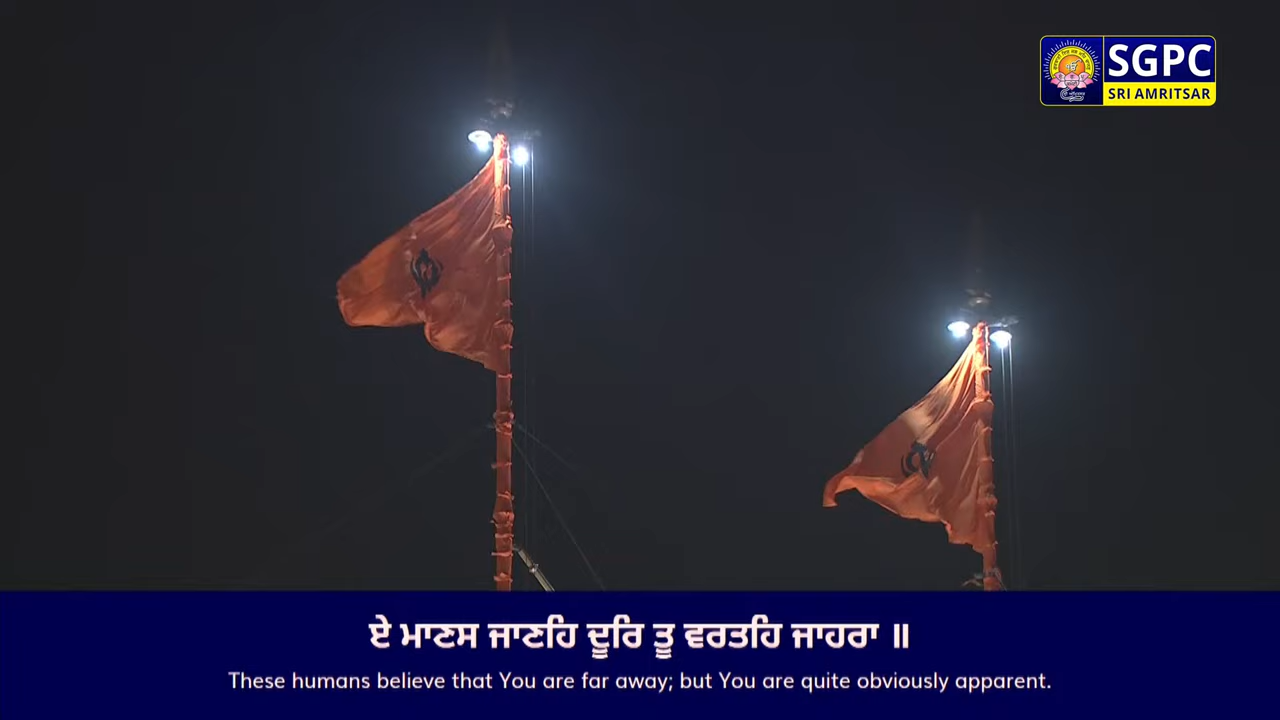 SGPC
SRI AMRITSAR
ਏ ਮਾਣਸ ਜਾਣਹਿ ਦੂਰਿ ਤੂ ਵਰਤਹਿ ਜਾਹਰਾ ॥
These humans believe that You are far away; but You are quite obviously apparent.